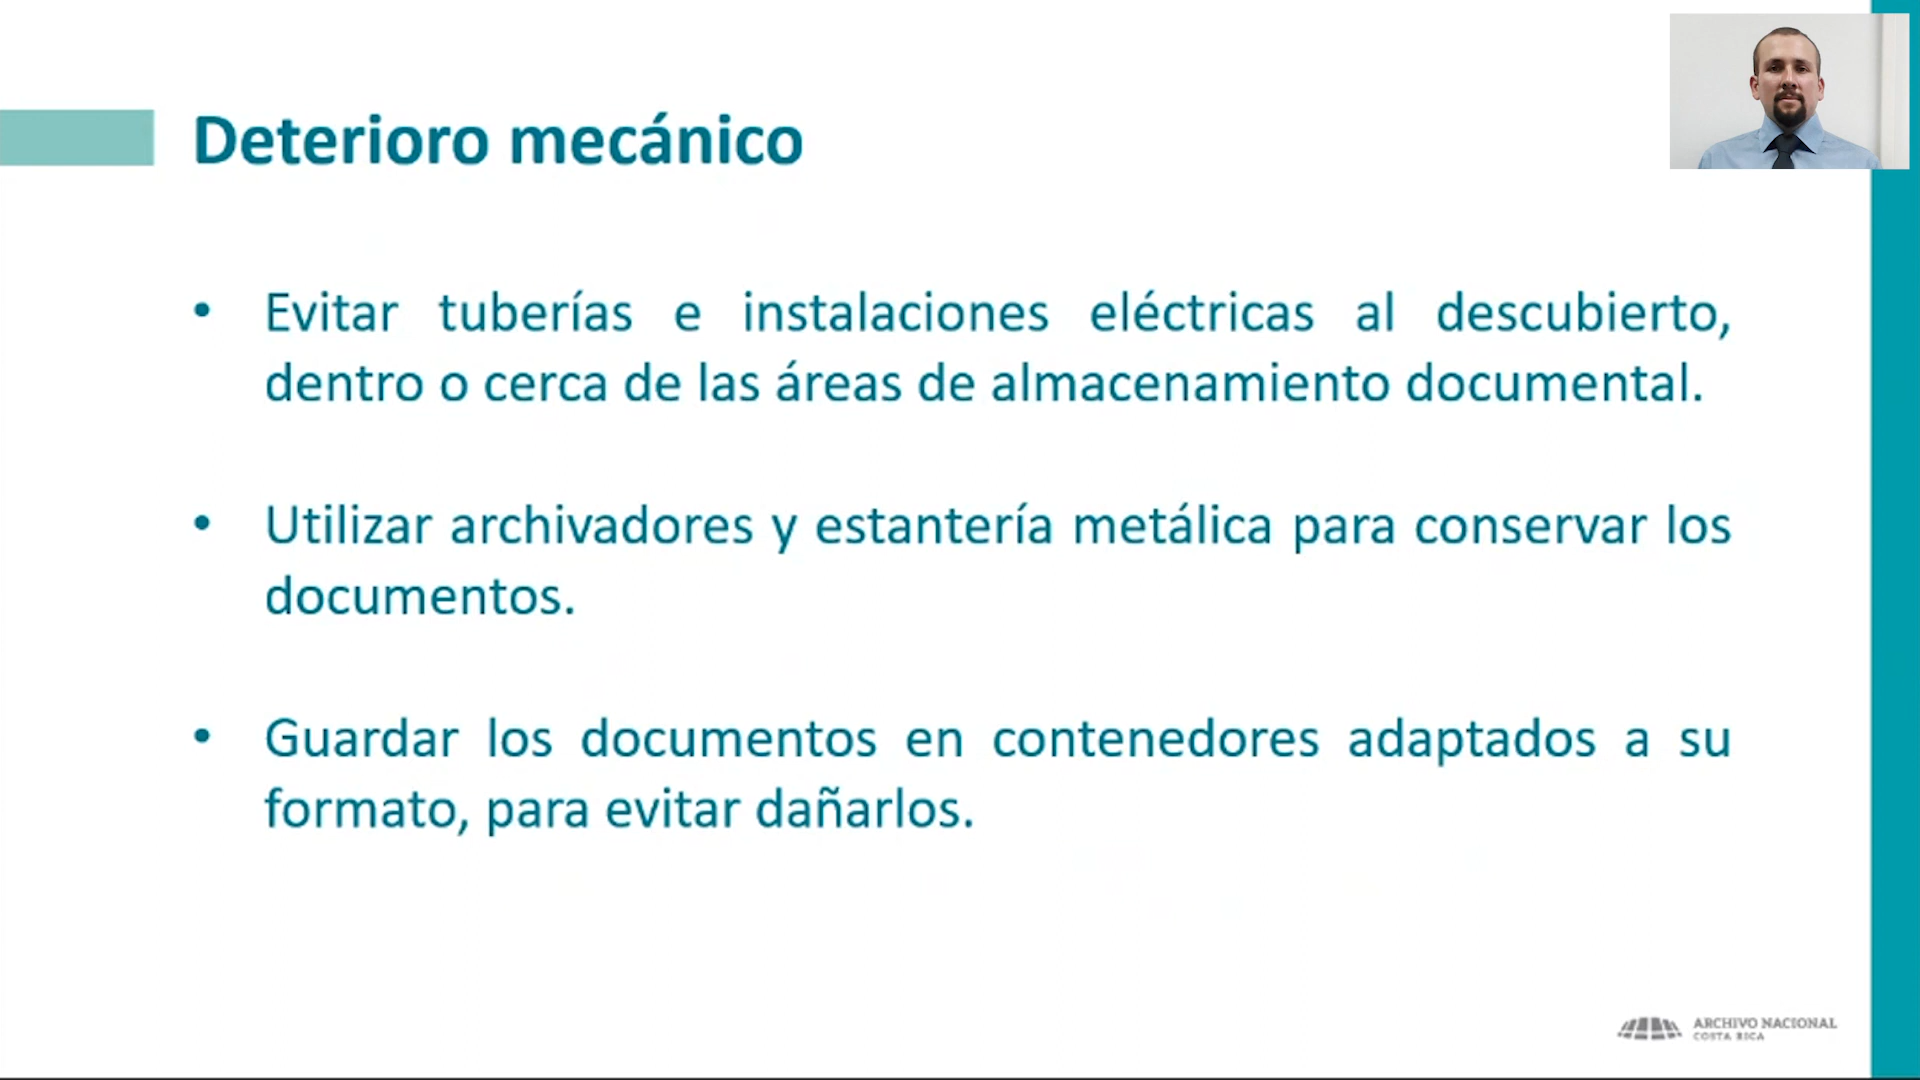 Deterioro mecánico
• Evitar tuberías e instalaciones eléctricas al descubierto,
dentro o cerca de las áreas de almacenamiento documental.
• Utilizar archivadores y estantería metálica para conservar los
documentos.
• Guardar los documentos en contenedores adaptados a su
formato, para evitar dañarlos.
ARCHIVO NACIONAL
COSTA RICA